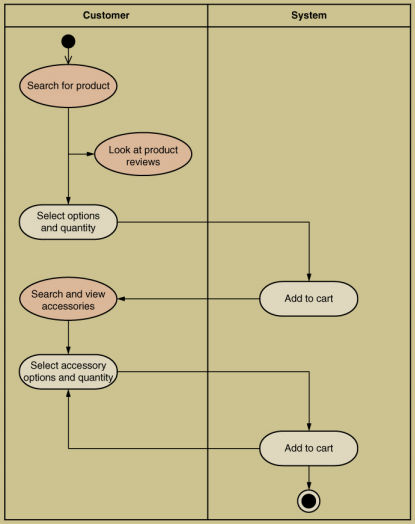 Customer
System
Search for product
Look at product
reviews
Select options
and quantity
Search and view
accessories
Add to cart
Select accessory
options and quantity
Add to cart